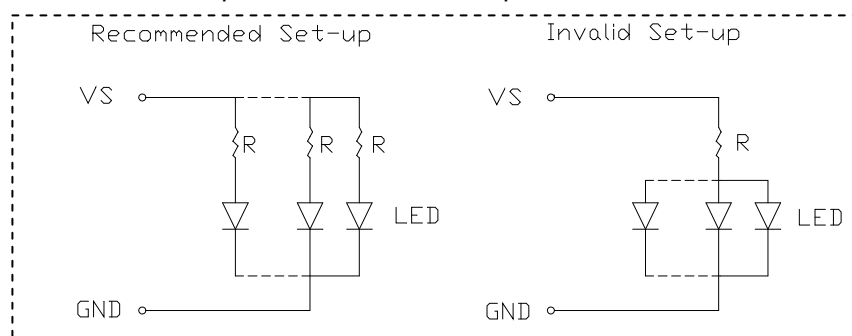 Recommended Set-up
Invalid Set-up
VS
R
R
R
LED
GND
VS
R
LED
GND